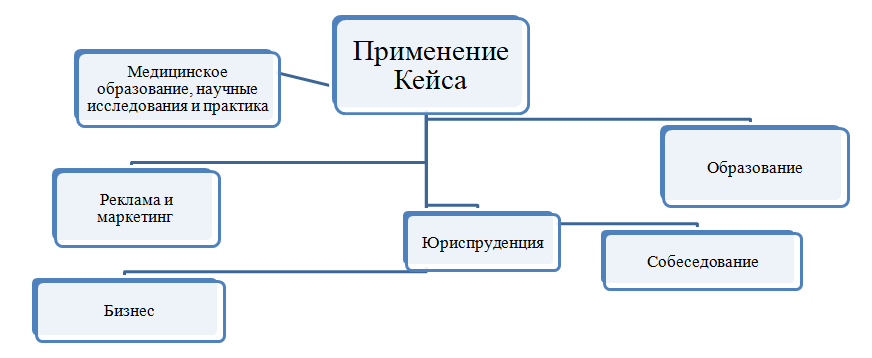 Применение
Кейса
Медицинское
образование, научные
исследования и практика
Образование
Реклама и
маркетинг
Юриспруденция
Собеседование
Бизнес